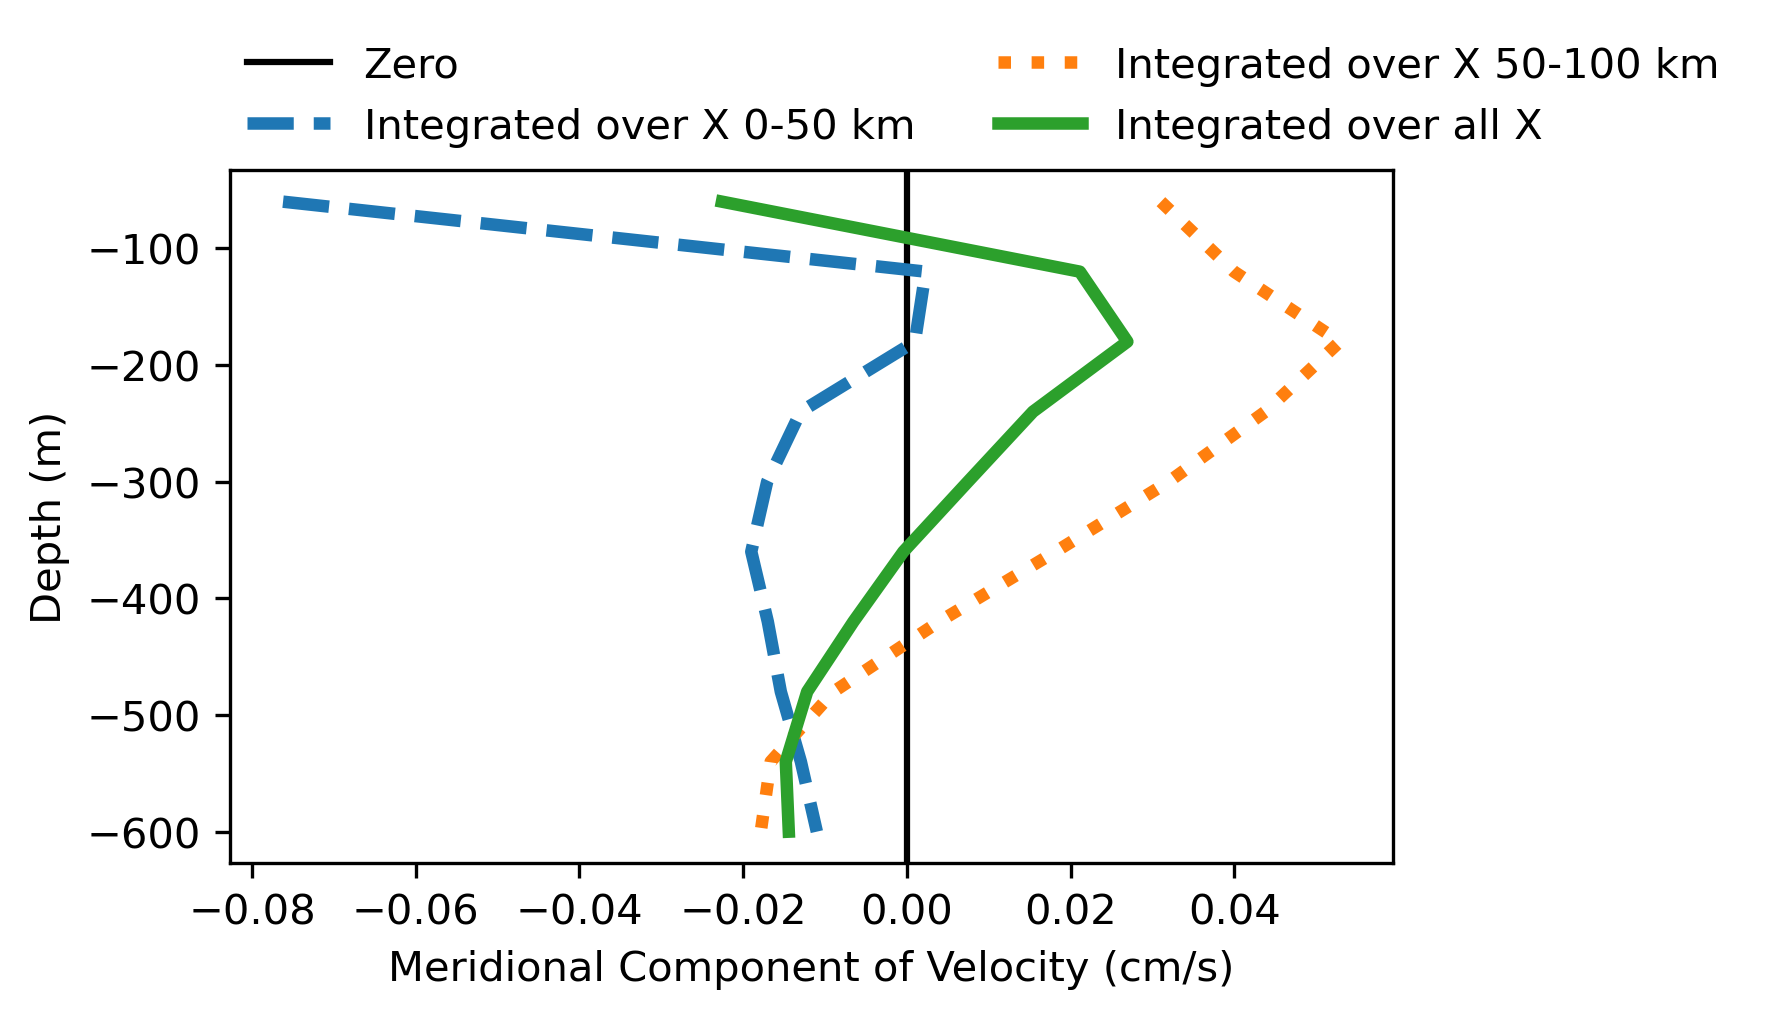 Zero
Integrated over X 0-50 km
Integrated over X 50-100 km
Integrated over all X
Depth (m)
−100
−200
−300
−400
−500
−600
−0.08 −0.06 −0.04 −0.02 0.00 0.02 0.04
Meridional Component of Velocity (cm/s)